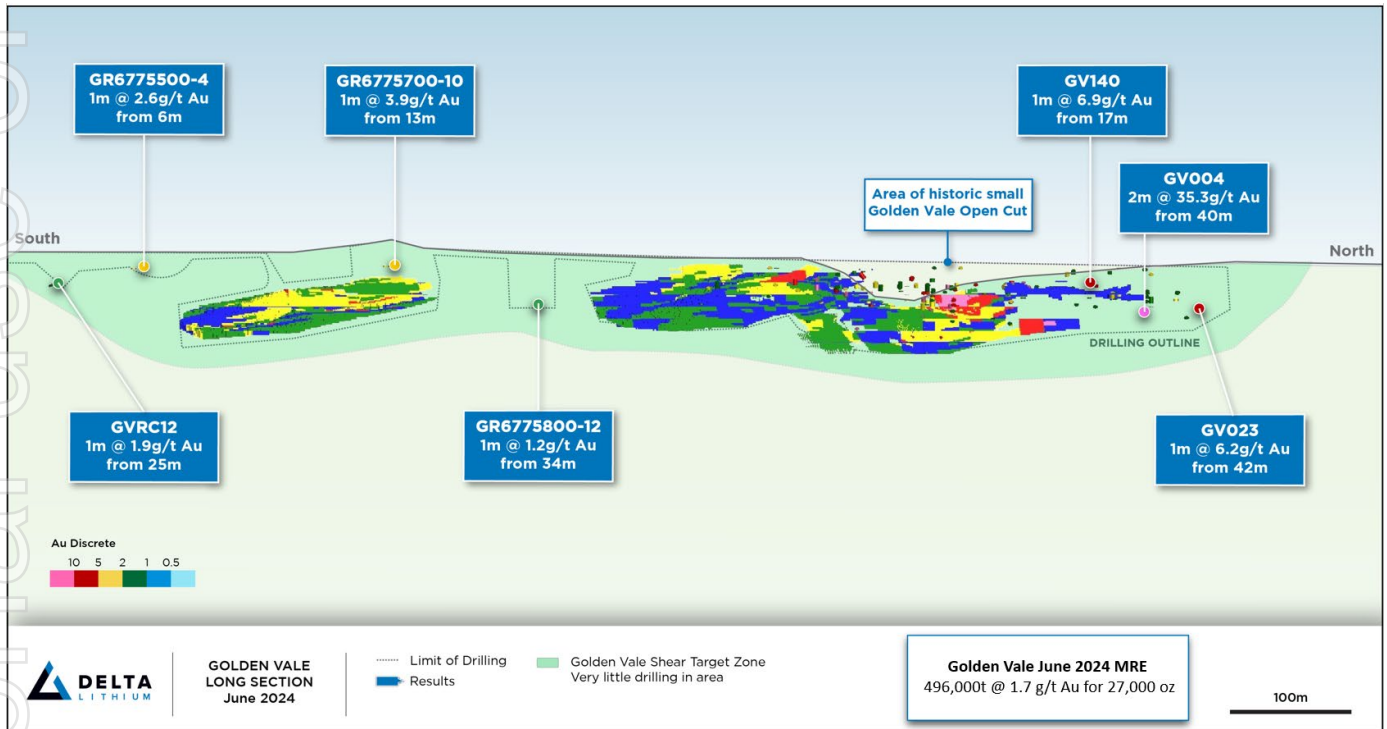 GR6775500-4
1m @ 2.6g/t Au
from 6m
GR6775700-10
1m @ 3.9g/t Au
from 13m
GV140
1m @ 6.9g/t Au
from 17m
GV004
2m @ 35.3g/t Au
from 40m
Area of historic small
Golden Vale Open Cut
South
North
DRILLING OUTLINE
GVRC12
1m @ 1.9g/t Au
from 25m
GR6775800-12
1m @ 1.2g/t Au
from 34m
GV023
1m @ 6.2g/t Au
from 42m
Au Discrete
10 5 2 1 0.5
DELTA
LITHIUM
GOLDEN VALE
LONG SECTION
June 2024
Limit of Drilling
Results
Golden Vale Shear Target Zone
Very little drilling in area
Golden Vale June 2024 MRE
496,000t @ 1.7 g/t Au for 27,000 oz
100m